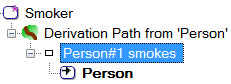 Smoker
Derivation Path from 'Person'
Person#1 smokes
Person